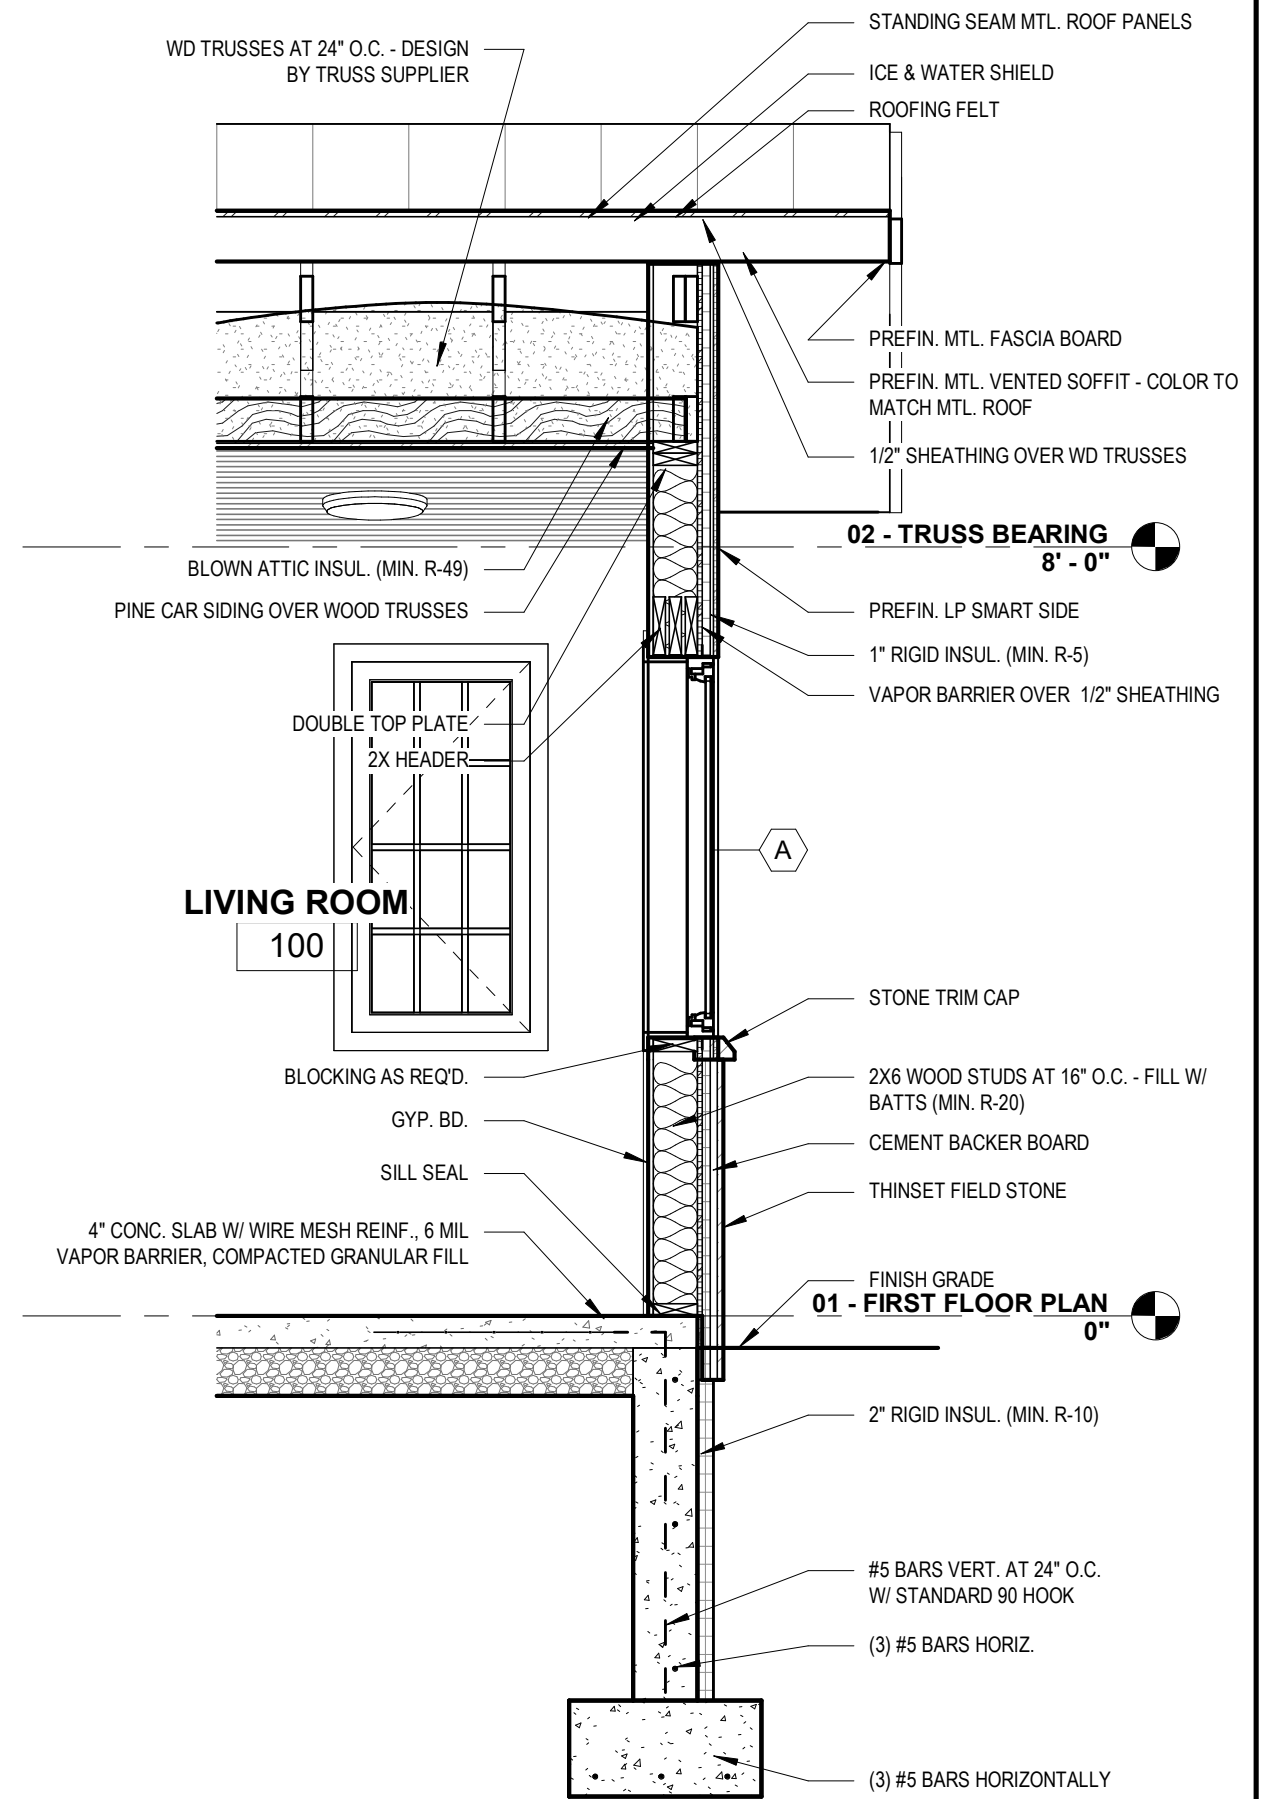 STANDING SEAM MTL. ROOF PANELS
WD TRUSSES AT 24" O.C. - DESIGN
BY TRUSS SUPPLIER
ICE & WATER SHIELD
ROOFING FELT
PREFIN. MTL. FASCIA BOARD
PREFIN. MTL. VENTED SOFFIT - COLOR TO
MATCH MTL. ROOF
1/2" SHEATHING OVER WD TRUSSES
02 - TRUSS BEARING
8' - 0"
BLOWN ATTIC INSUL. (MIN. R-49)
PINE CAR SIDING OVER WOOD TRUSSES
PREFIN. LP SMART SIDE
1" RIGID INSUL. (MIN. R-5)
VAPOR BARRIER OVER 1/2" SHEATHING
DOUBLE TOP PLATE
2X HEADER
A
LIVING ROOM
100
STONE TRIM CAP
BLOCKING AS REQ'D.
2X6 WOOD STUDS AT 16" O.C. - FILL W/
BATTS (MIN. R-20)
GYP. BD.
CEMENT BACKER BOARD
SILL SEAL
THINSET FIELD STONE
4" CONC. SLAB W/ WIRE MESH REINF., 6 MIL
VAPOR BARRIER, COMPACTED GRANULAR FILL
FINISH GRADE
01 - FIRST FLOOR PLAN
0"
2" RIGID INSUL. (MIN. R-10)
#5 BARS VERT. AT 24" O.C.
W/ STANDARD 90 HOOK
(3) #5 BARS HORIZ.
(3) #5 BARS HORIZONTALLY